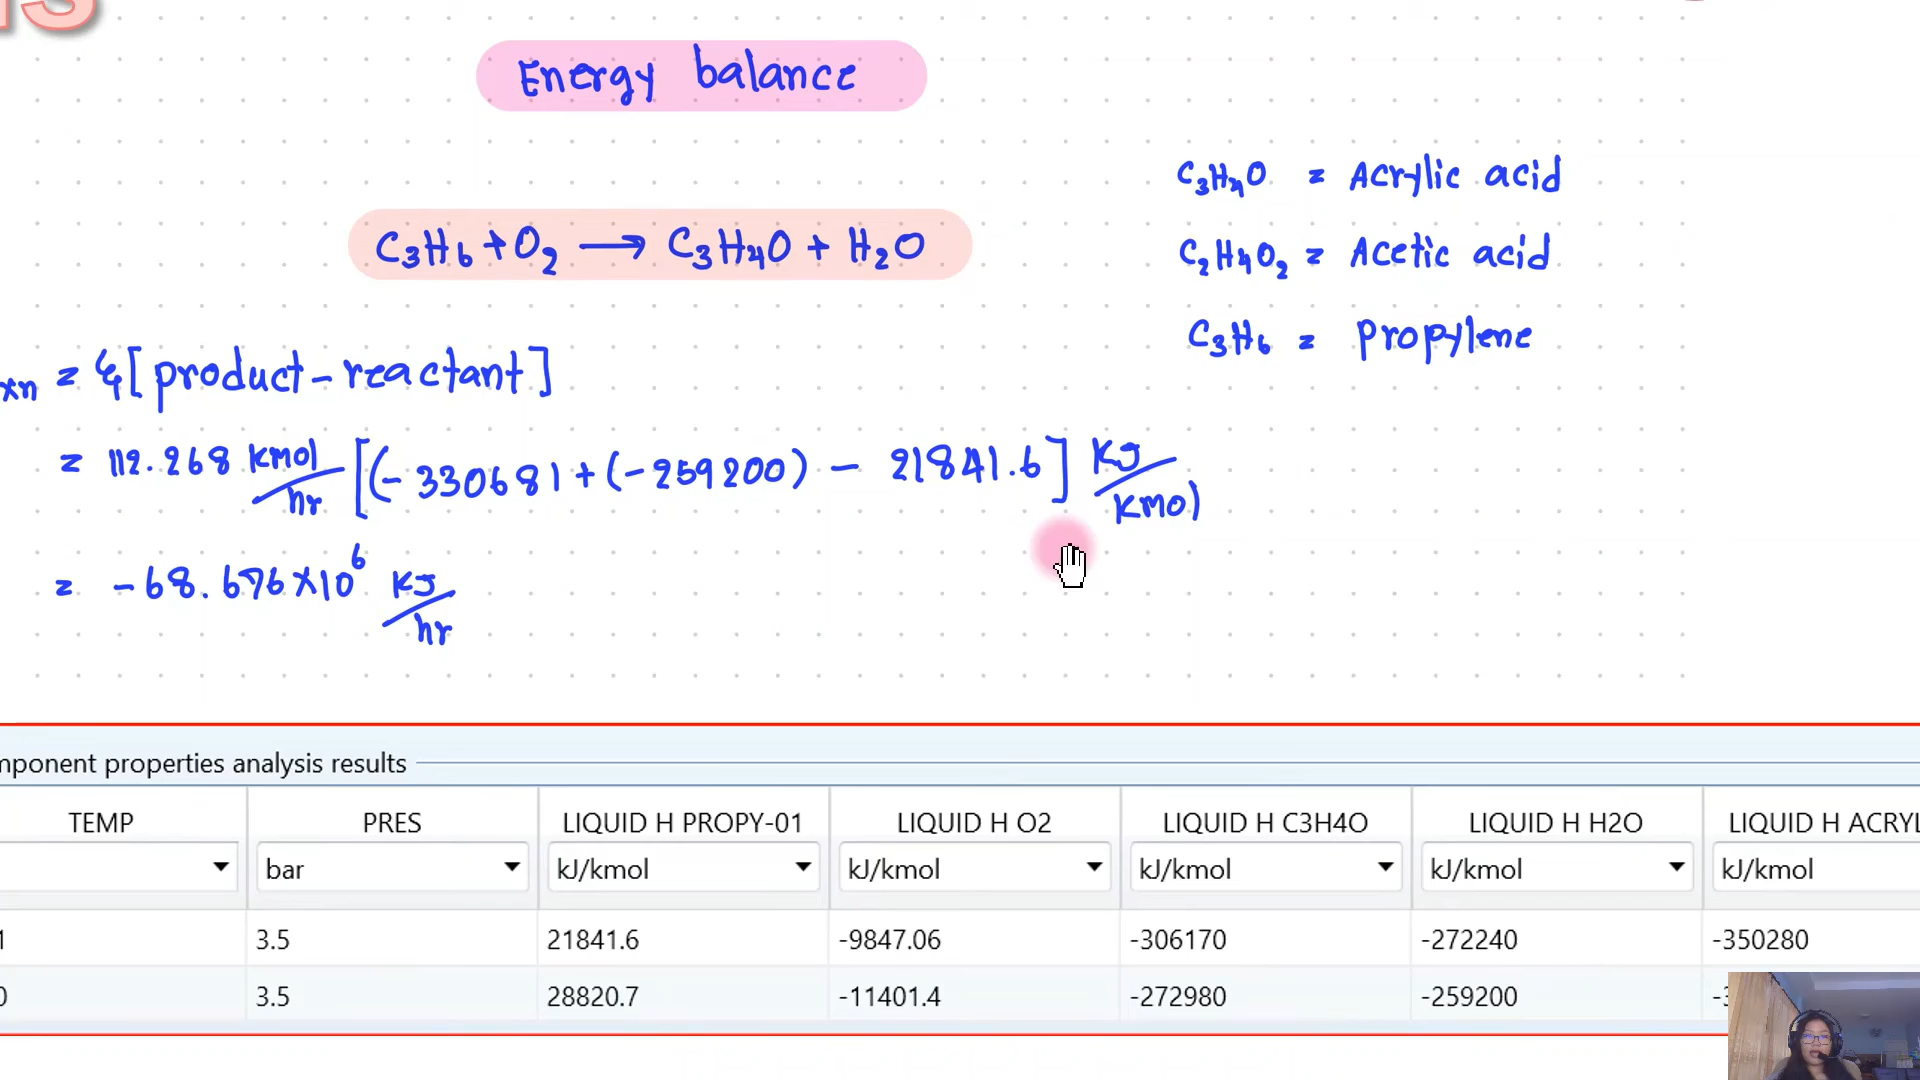 Energy balance
C3H4O = Acrylic acid
C3H6 + O2 → C3H4O + H2O
C2H4O2 = Acetic acid
C3H6 = propylene
xn = ξ[product - reactant]
= 112.268 kmol/hr [(-330681 + (-259200) - 21841.6] kJ/kmol
= -68.676 × 10^6 kJ/hr
mponent properties analysis results
TEMP PRES LIQUID H PROPY-01 LIQUID H O2 LIQUID H C3H4O LIQUID H H2O LIQUID H ACRYL
bar kJ/kmol kJ/kmol kJ/kmol kJ/kmol kJ/kmol
3.5 21841.6 -9847.06 -306170 -272240 -350280
0 3.5 28820.7 -11401.4 -272980 -259200